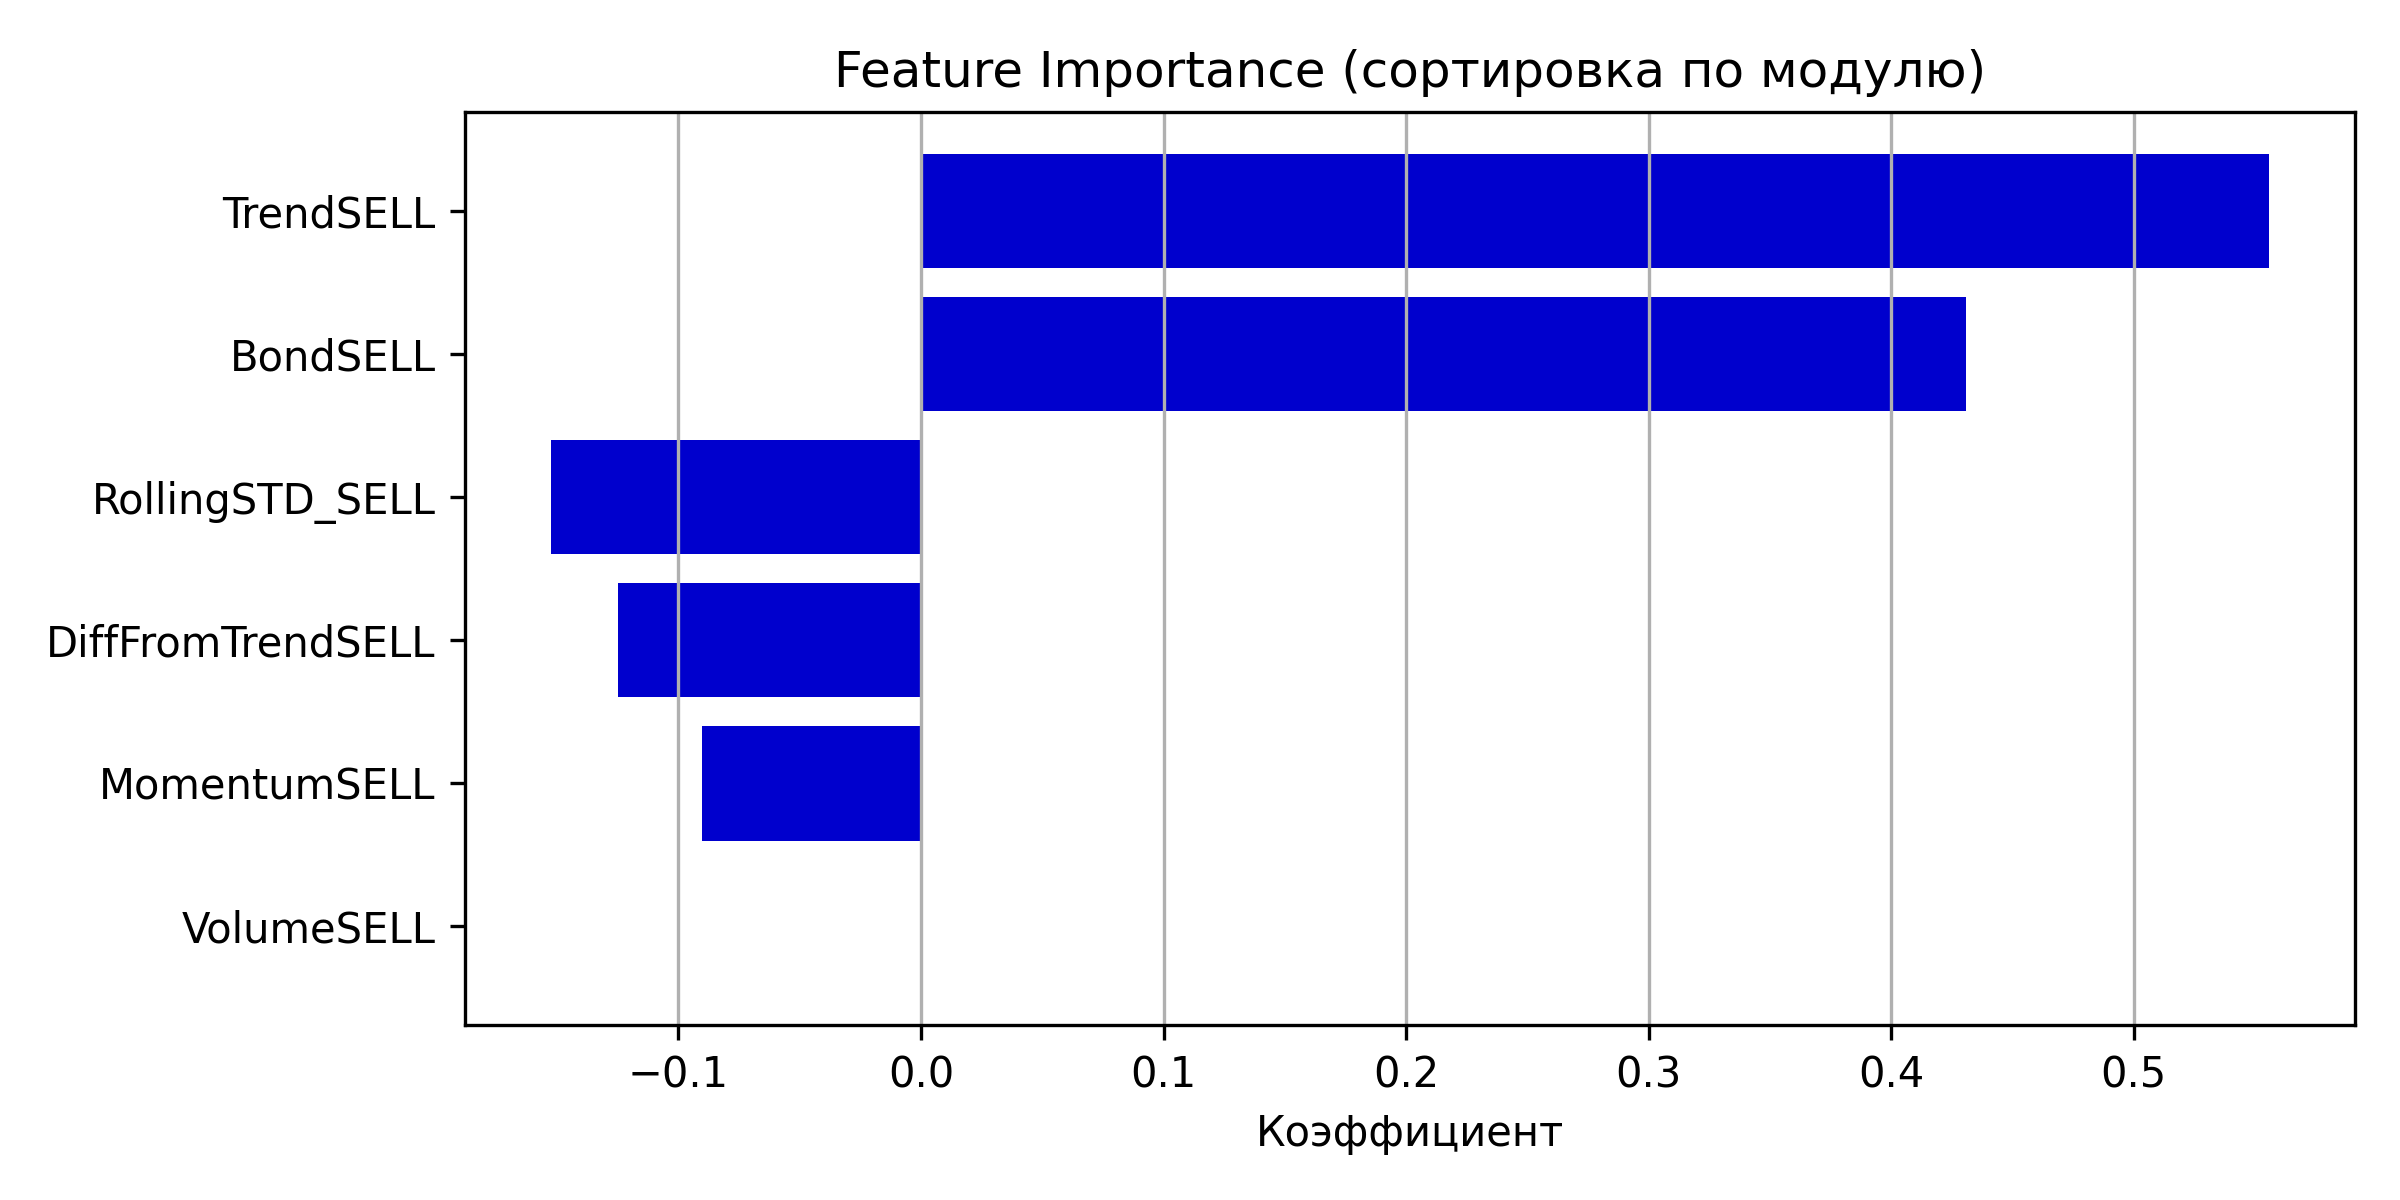 Feature Importance (сортировка по модулю)
TrendSELL
BondSELL
RollingSTD_SELL
DiffFromTrendSELL
MomentumSELL
VolumeSELL
−0.1 0.0 0.1 0.2 0.3 0.4 0.5
Коэффициент